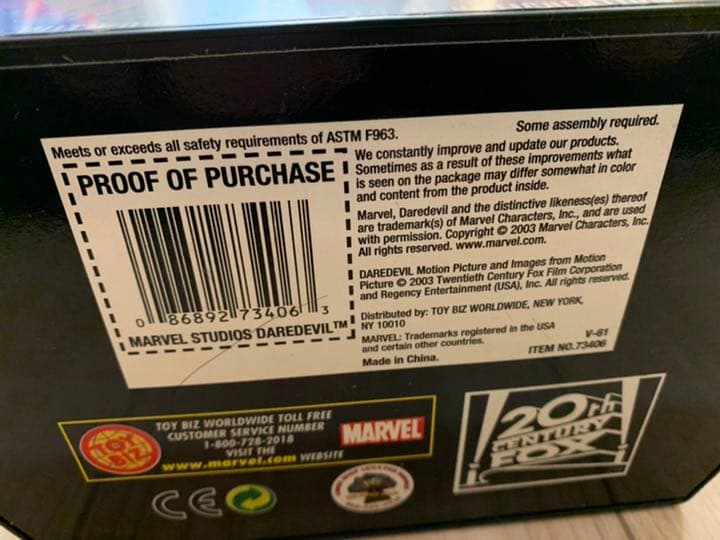 Meets or exceeds all safety requirements of ASTM F963.
Some assembly required.
PROOF OF PURCHASE
0 86892 73406 3
MARVEL STUDIOS DAREDEVIL™
We constantly improve and update our products.
Sometimes as a result of these improvements what
is seen on the package may differ somewhat in color
and content from the product inside.
Marvel, Daredevil and the distinctive likeness(es) thereof
are trademark(s) of Marvel Characters, Inc., and are used
with permission. Copyright © 2003 Marvel Characters, Inc.
All rights reserved. www.marvel.com.
DAREDEVIL Motion Picture and Images from Motion
Picture © 2003 Twentieth Century Fox Film Corporation
and Regency Entertainment (USA), Inc. All rights reserved.
Distributed by: TOY BIZ WORLDWIDE, NEW YORK,
NY 10010
MARVEL: Trademarks registered in the USA
and certain other countries.
Made in China.
V-61
ITEM NO.73406
TOY BIZ
TOY BIZ WORLDWIDE TOLL FREE
CUSTOMER SERVICE NUMBER
1-800-728-2018
VISIT THE
www.marvel.com WEBSITE
MARVEL
20th
CENTURY
FOX
CE